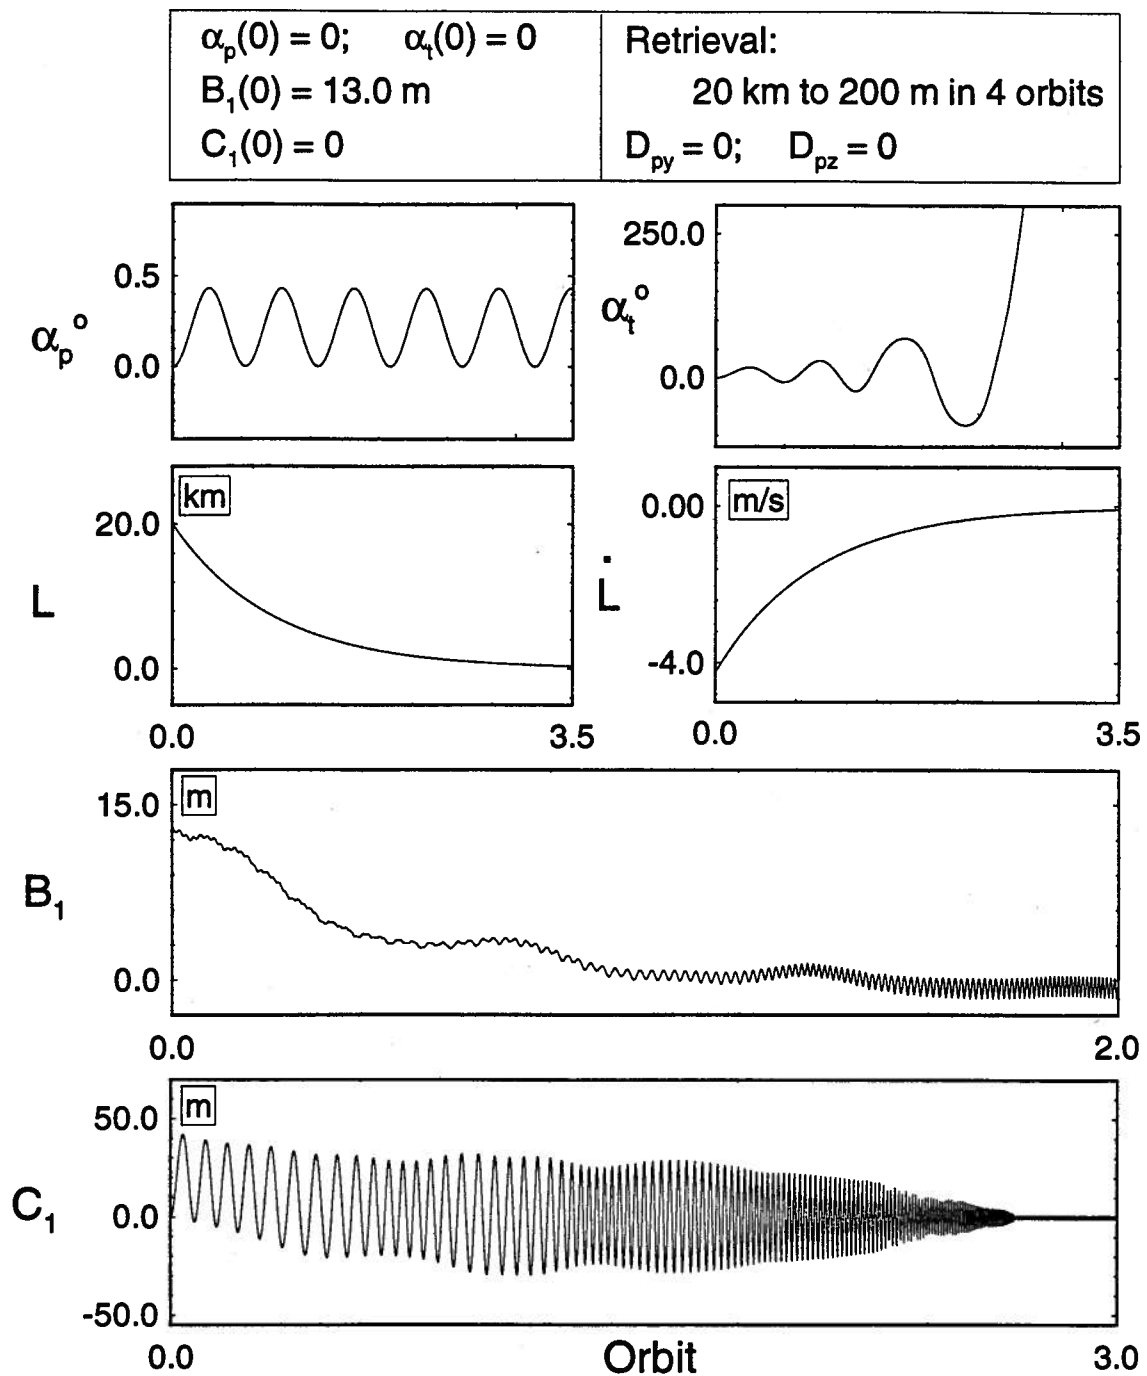 αp(0) = 0; αt(0) = 0
B1(0) = 13.0 m
C1(0) = 0
Retrieval:
20 km to 200 m in 4 orbits
Dpy = 0; Dpz = 0
αp°
0.5
0.0
αt°
250.0
0.0
L
km
20.0
0.0
0.0
3.5
L̇
m/s
0.00
-4.0
0.0
3.5
B1
m
15.0
0.0
0.0
2.0
C1
m
50.0
0.0
-50.0
0.0
Orbit
3.0